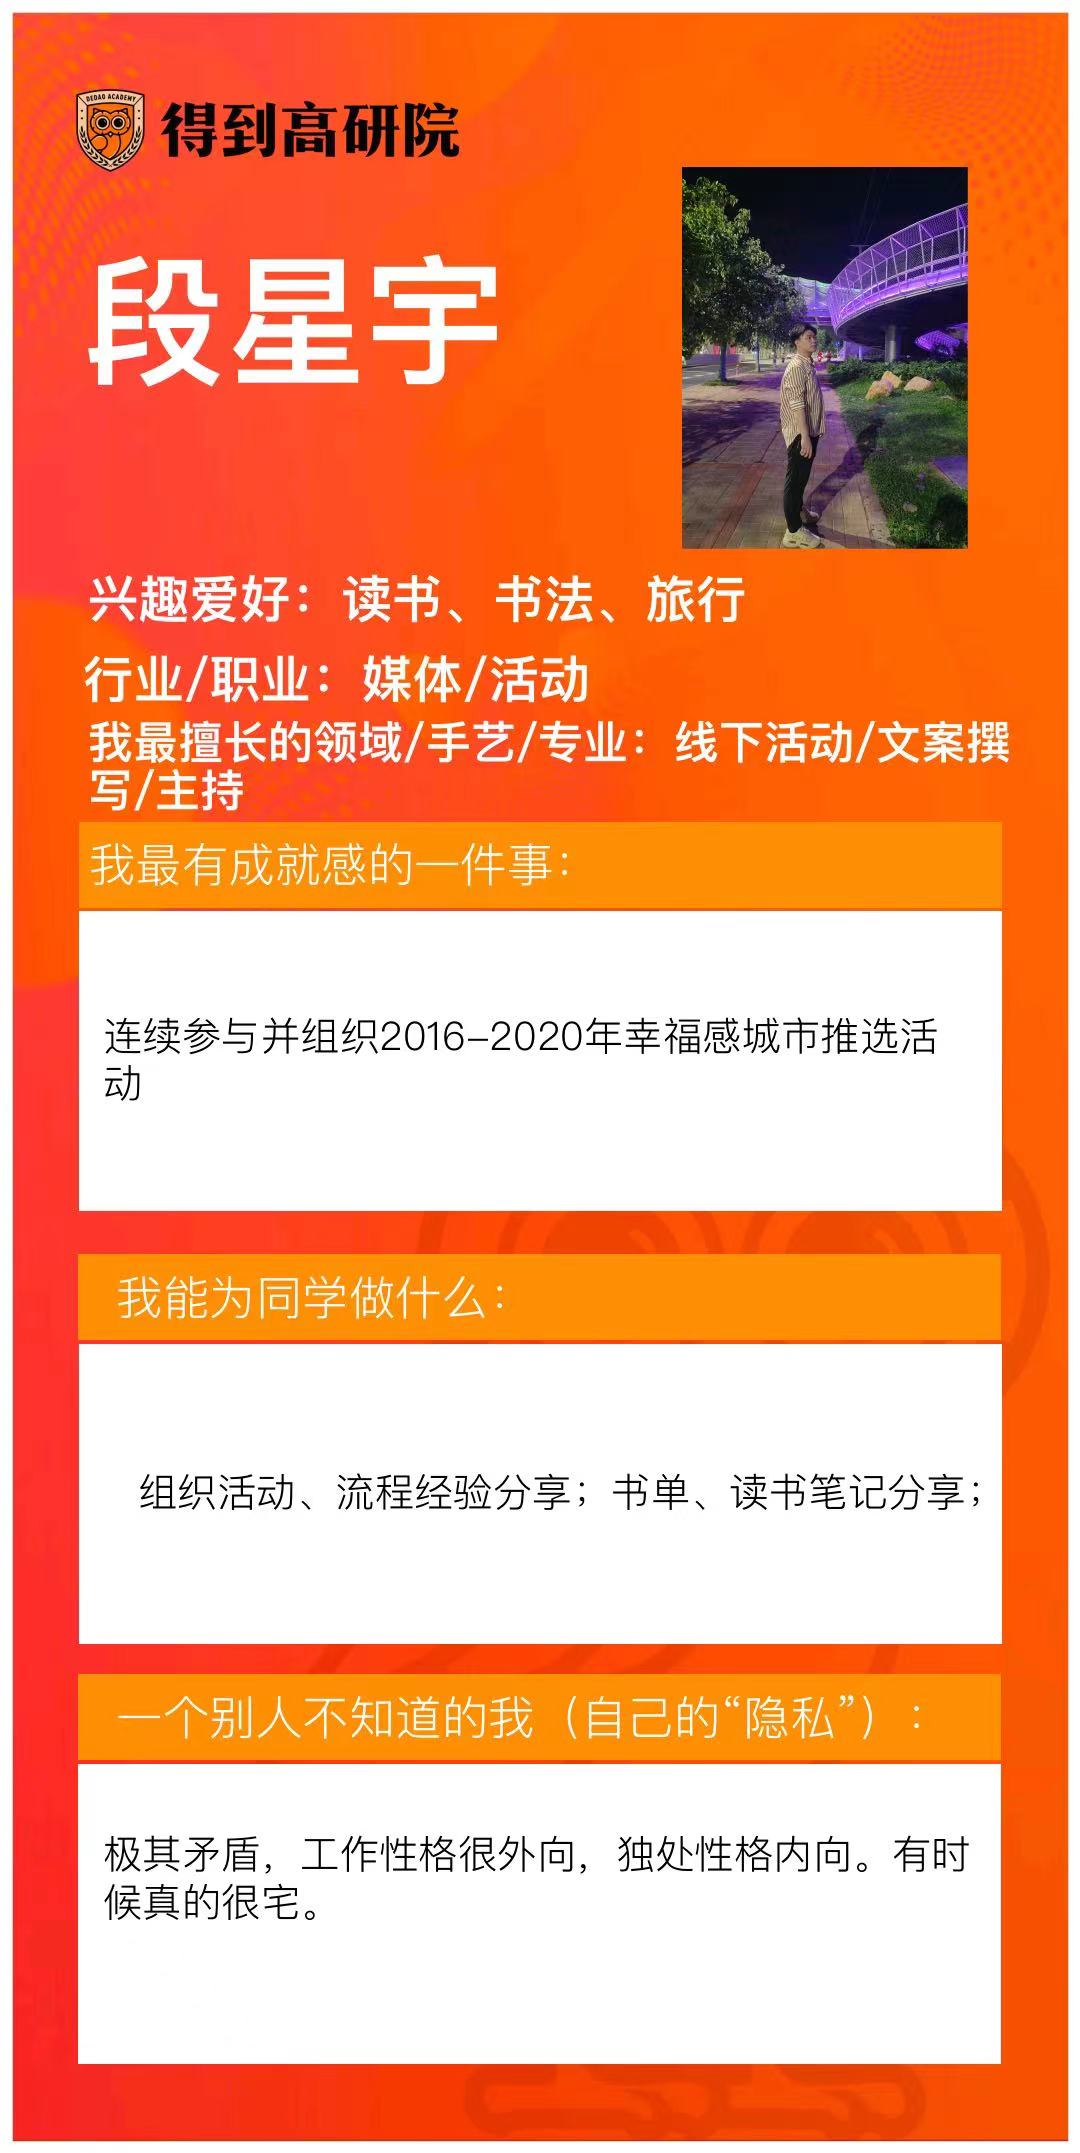 DEDAO ACADEMY
得到高研院
段星宇
兴趣爱好：读书、书法、旅行
行业/职业：媒体/活动
我最擅长的领域/手艺/专业：线下活动/文案撰
写/主持
我最有成就感的一件事：
连续参与并组织2016-2020年幸福感城市推选活
动
我能为同学做什么：
组织活动、流程经验分享；书单、读书笔记分享；
一个别人不知道的我（自己的“隐私”）：
极其矛盾，工作性格很外向，独处性格内向。有时
候真的很宅。